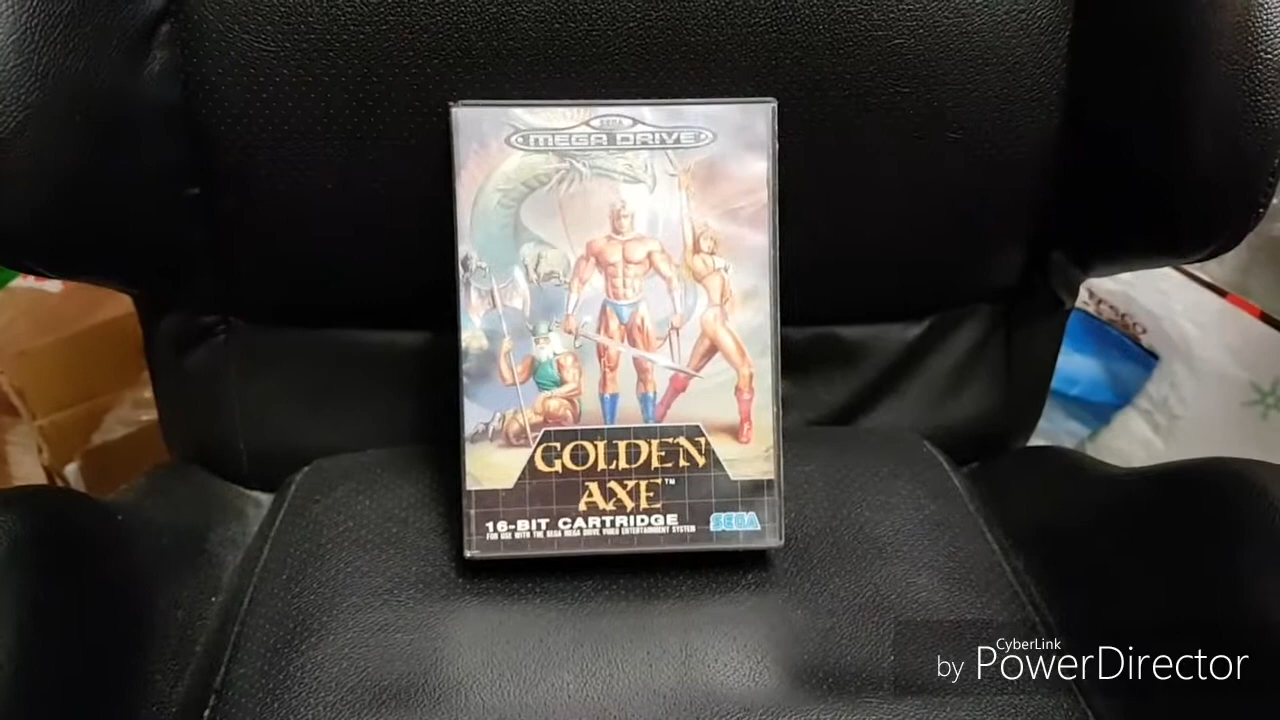 SEGA
MEGA DRIVE
TESCO
GOLDEN
AXE™
16-BIT CARTRIDGE
FOR USE WITH THE SEGA MEGA DRIVE VIDEO ENTERTAINMENT SYSTEM
SEGA
CyberLink
by PowerDirector